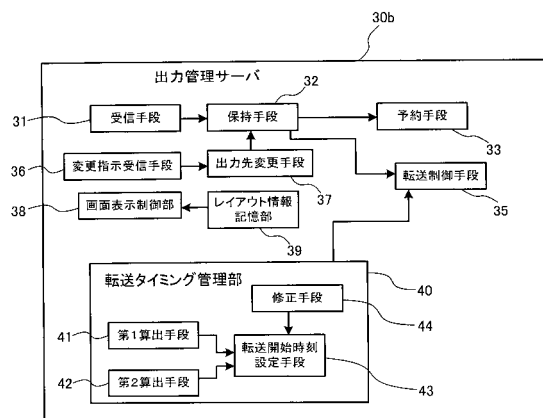 30b
出力管理サーバ
32
31
受信手段
保持手段
予約手段
33
36
変更指示受信手段
出力先変更手段
37
転送制御手段
35
38
画面表示制御部
レイアウト情報
記憶部
39
転送タイミング管理部
40
修正手段
44
41
第1算出手段
転送開始時刻
設定手段
43
42
第2算出手段